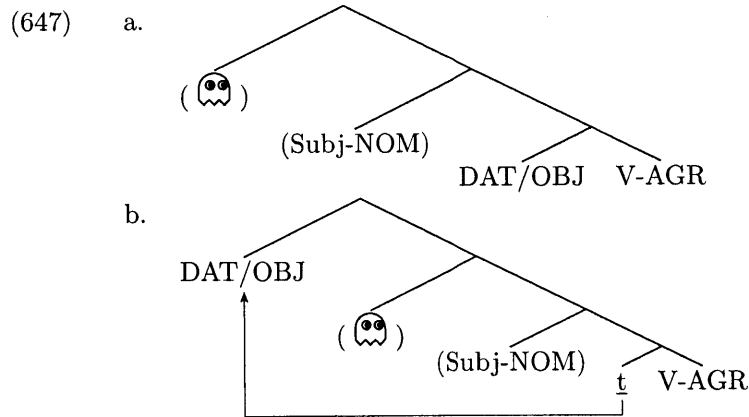 (647) a.
( )
(Subj-NOM)
DAT/OBJ V-AGR
b.
DAT/OBJ
( )
(Subj-NOM)
t V-AGR